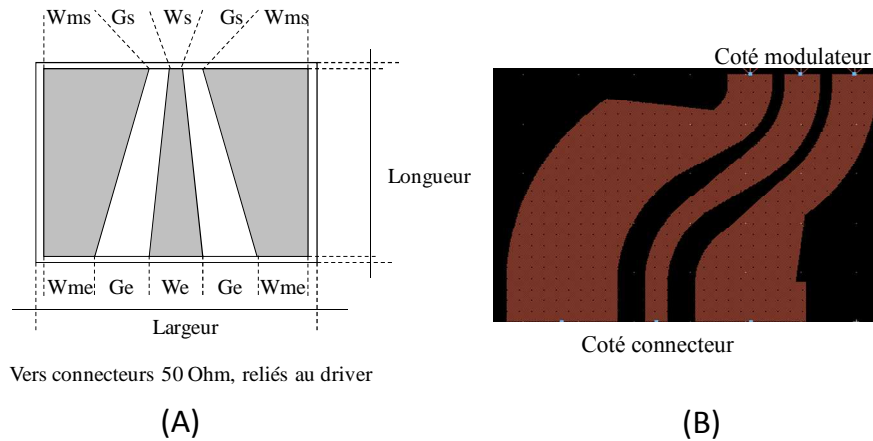 Wms Gs Ws Gs Wms
Longueur
Wme Ge We Ge Wme
Largeur
Vers connecteurs 50 Ohm, reliés au driver
(A)
Coté modulateur
Coté connecteur
(B)